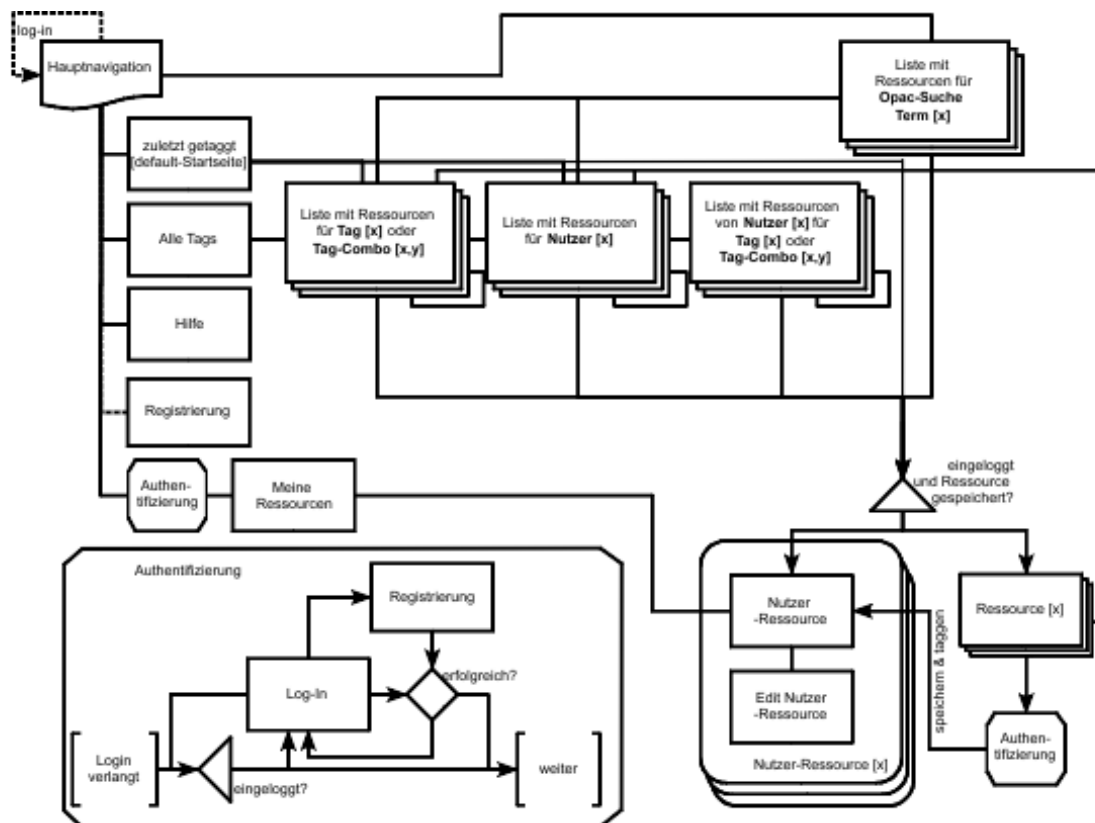 log-in
Hauptnavigation
Liste mit
Ressourcen für
Opac-Suche
Term [x]
zuletzt getaggt
[default-Startseite]
Alle Tags
Liste mit Ressourcen
für Tag [x] oder
Tag-Combo [x,y]
Liste mit Ressourcen
für Nutzer [x]
Liste mit Ressourcen
von Nutzer [x] für
Tag [x] oder
Tag-Combo [x,y]
Hilfe
Registrierung
Authen-
tifizierung
Meine
Ressourcen
eingeloggt
und Ressource
gespeichert?
Authentifizierung
Registrierung
Log-In
erfolgreich?
Login
verlangt
eingeloggt?
weiter
Nutzer
-Ressource
Edit Nutzer
-Ressource
Nutzer-Ressource [x]
speichern & taggen
Ressource [x]
Authen-
tifizierung